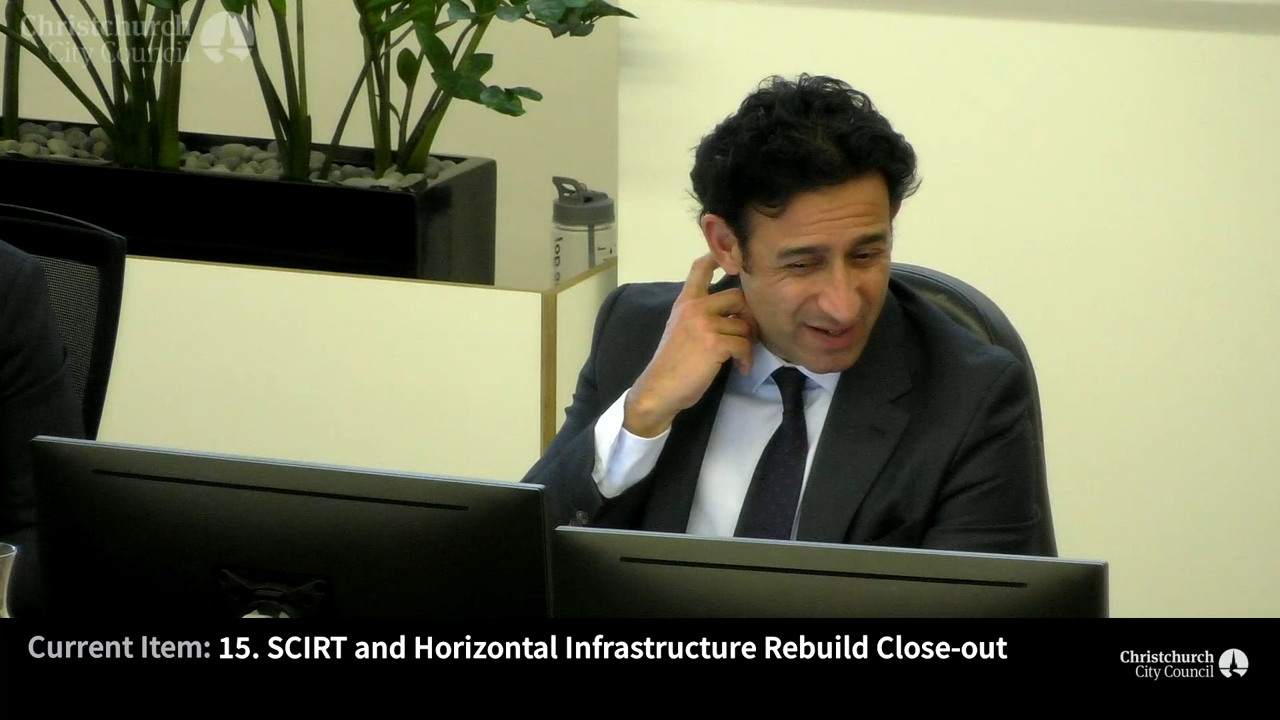 Christchurch
City Council
Current Item: 15. SCIRT and Horizontal Infrastructure Rebuild Close-out
Christchurch
City Council